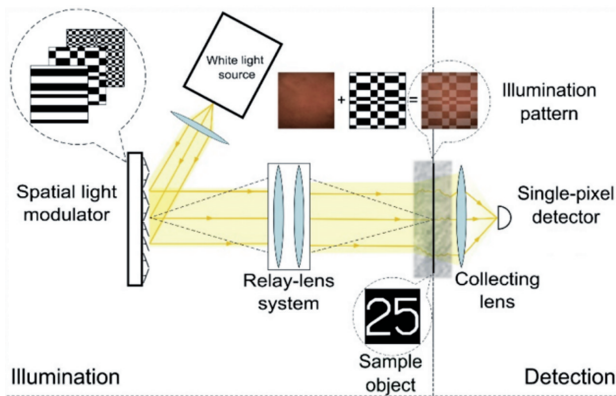 White light
source
+
=
Illumination
pattern
Spatial light
modulator
Single-pixel
detector
Relay-lens
system
Collecting
lens
25
Sample
object
Illumination
Detection